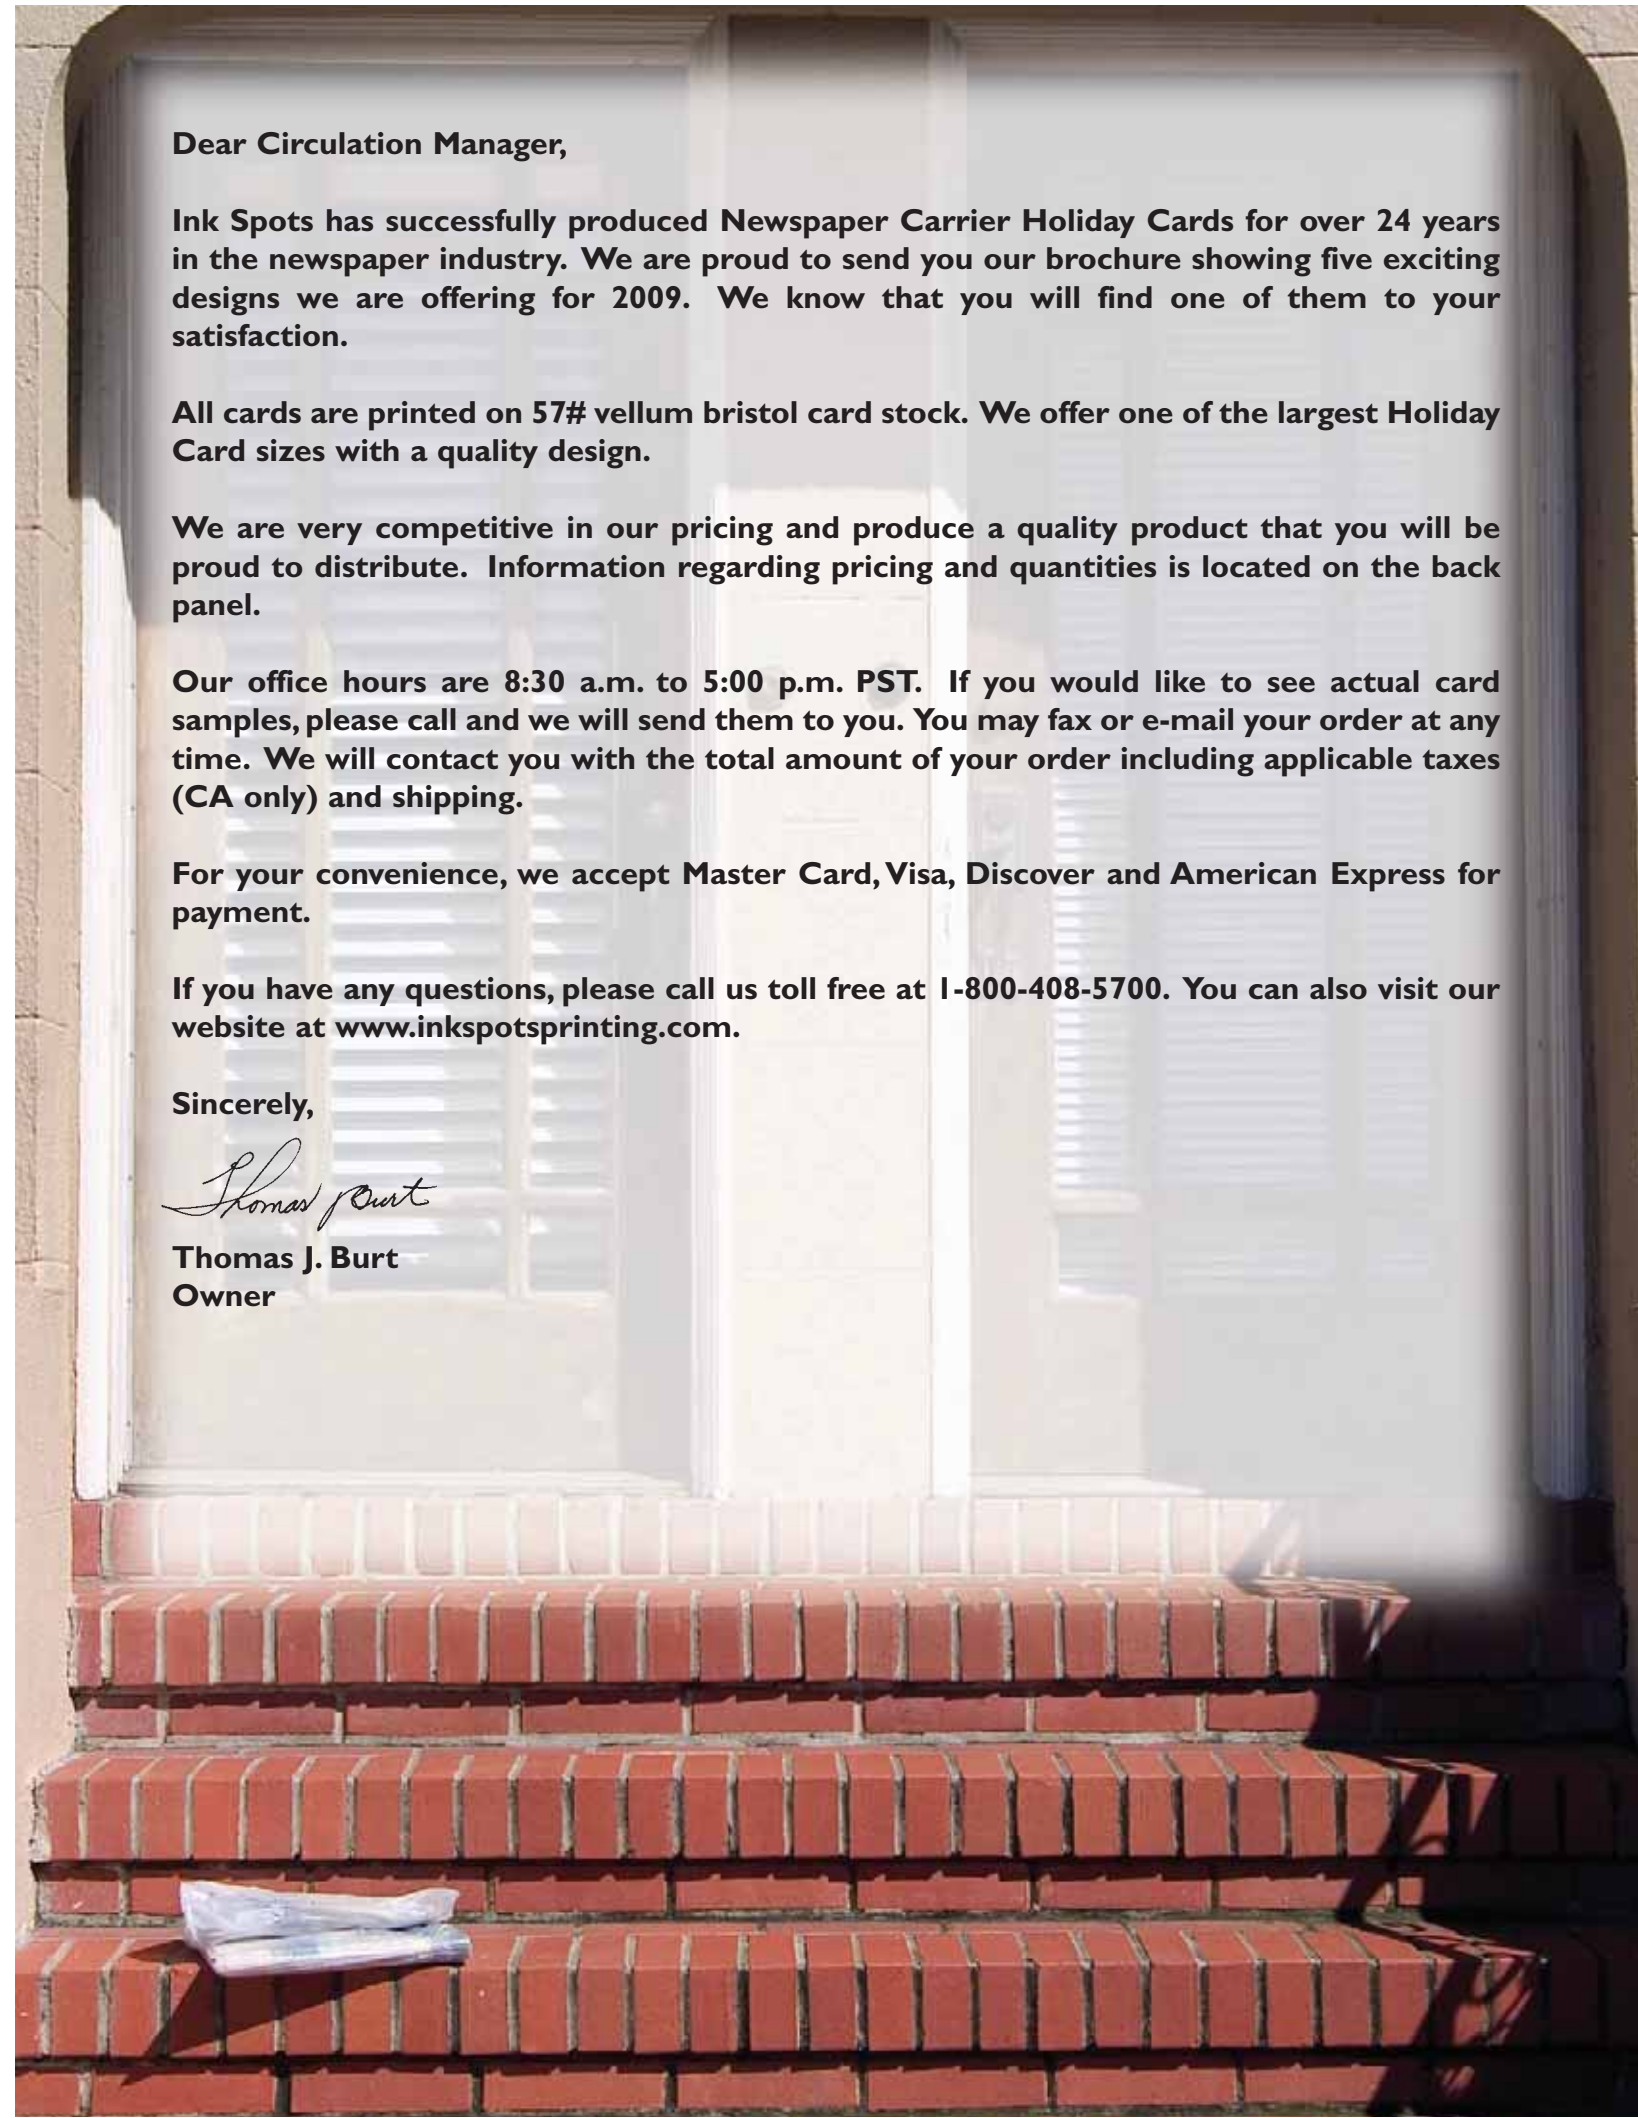 Dear Circulation Manager,
Ink Spots has successfully produced Newspaper Carrier Holiday Cards for over 24 years
in the newspaper industry. We are proud to send you our brochure showing five exciting
designs we are offering for 2009. We know that you will find one of them to your
satisfaction.
All cards are printed on 57# vellum bristol card stock. We offer one of the largest Holiday
Card sizes with a quality design.
We are very competitive in our pricing and produce a quality product that you will be
proud to distribute. Information regarding pricing and quantities is located on the back
panel.
Our office hours are 8:30 a.m. to 5:00 p.m. PST. If you would like to see actual card
samples, please call and we will send them to you. You may fax or e-mail your order at any
time. We will contact you with the total amount of your order including applicable taxes
(CA only) and shipping.
For your convenience, we accept Master Card, Visa, Discover and American Express for
payment.
If you have any questions, please call us toll free at 1-800-408-5700. You can also visit our
website at www.inkspotsprinting.com.
Sincerely,
Thomas J Burt
Thomas J. Burt
Owner